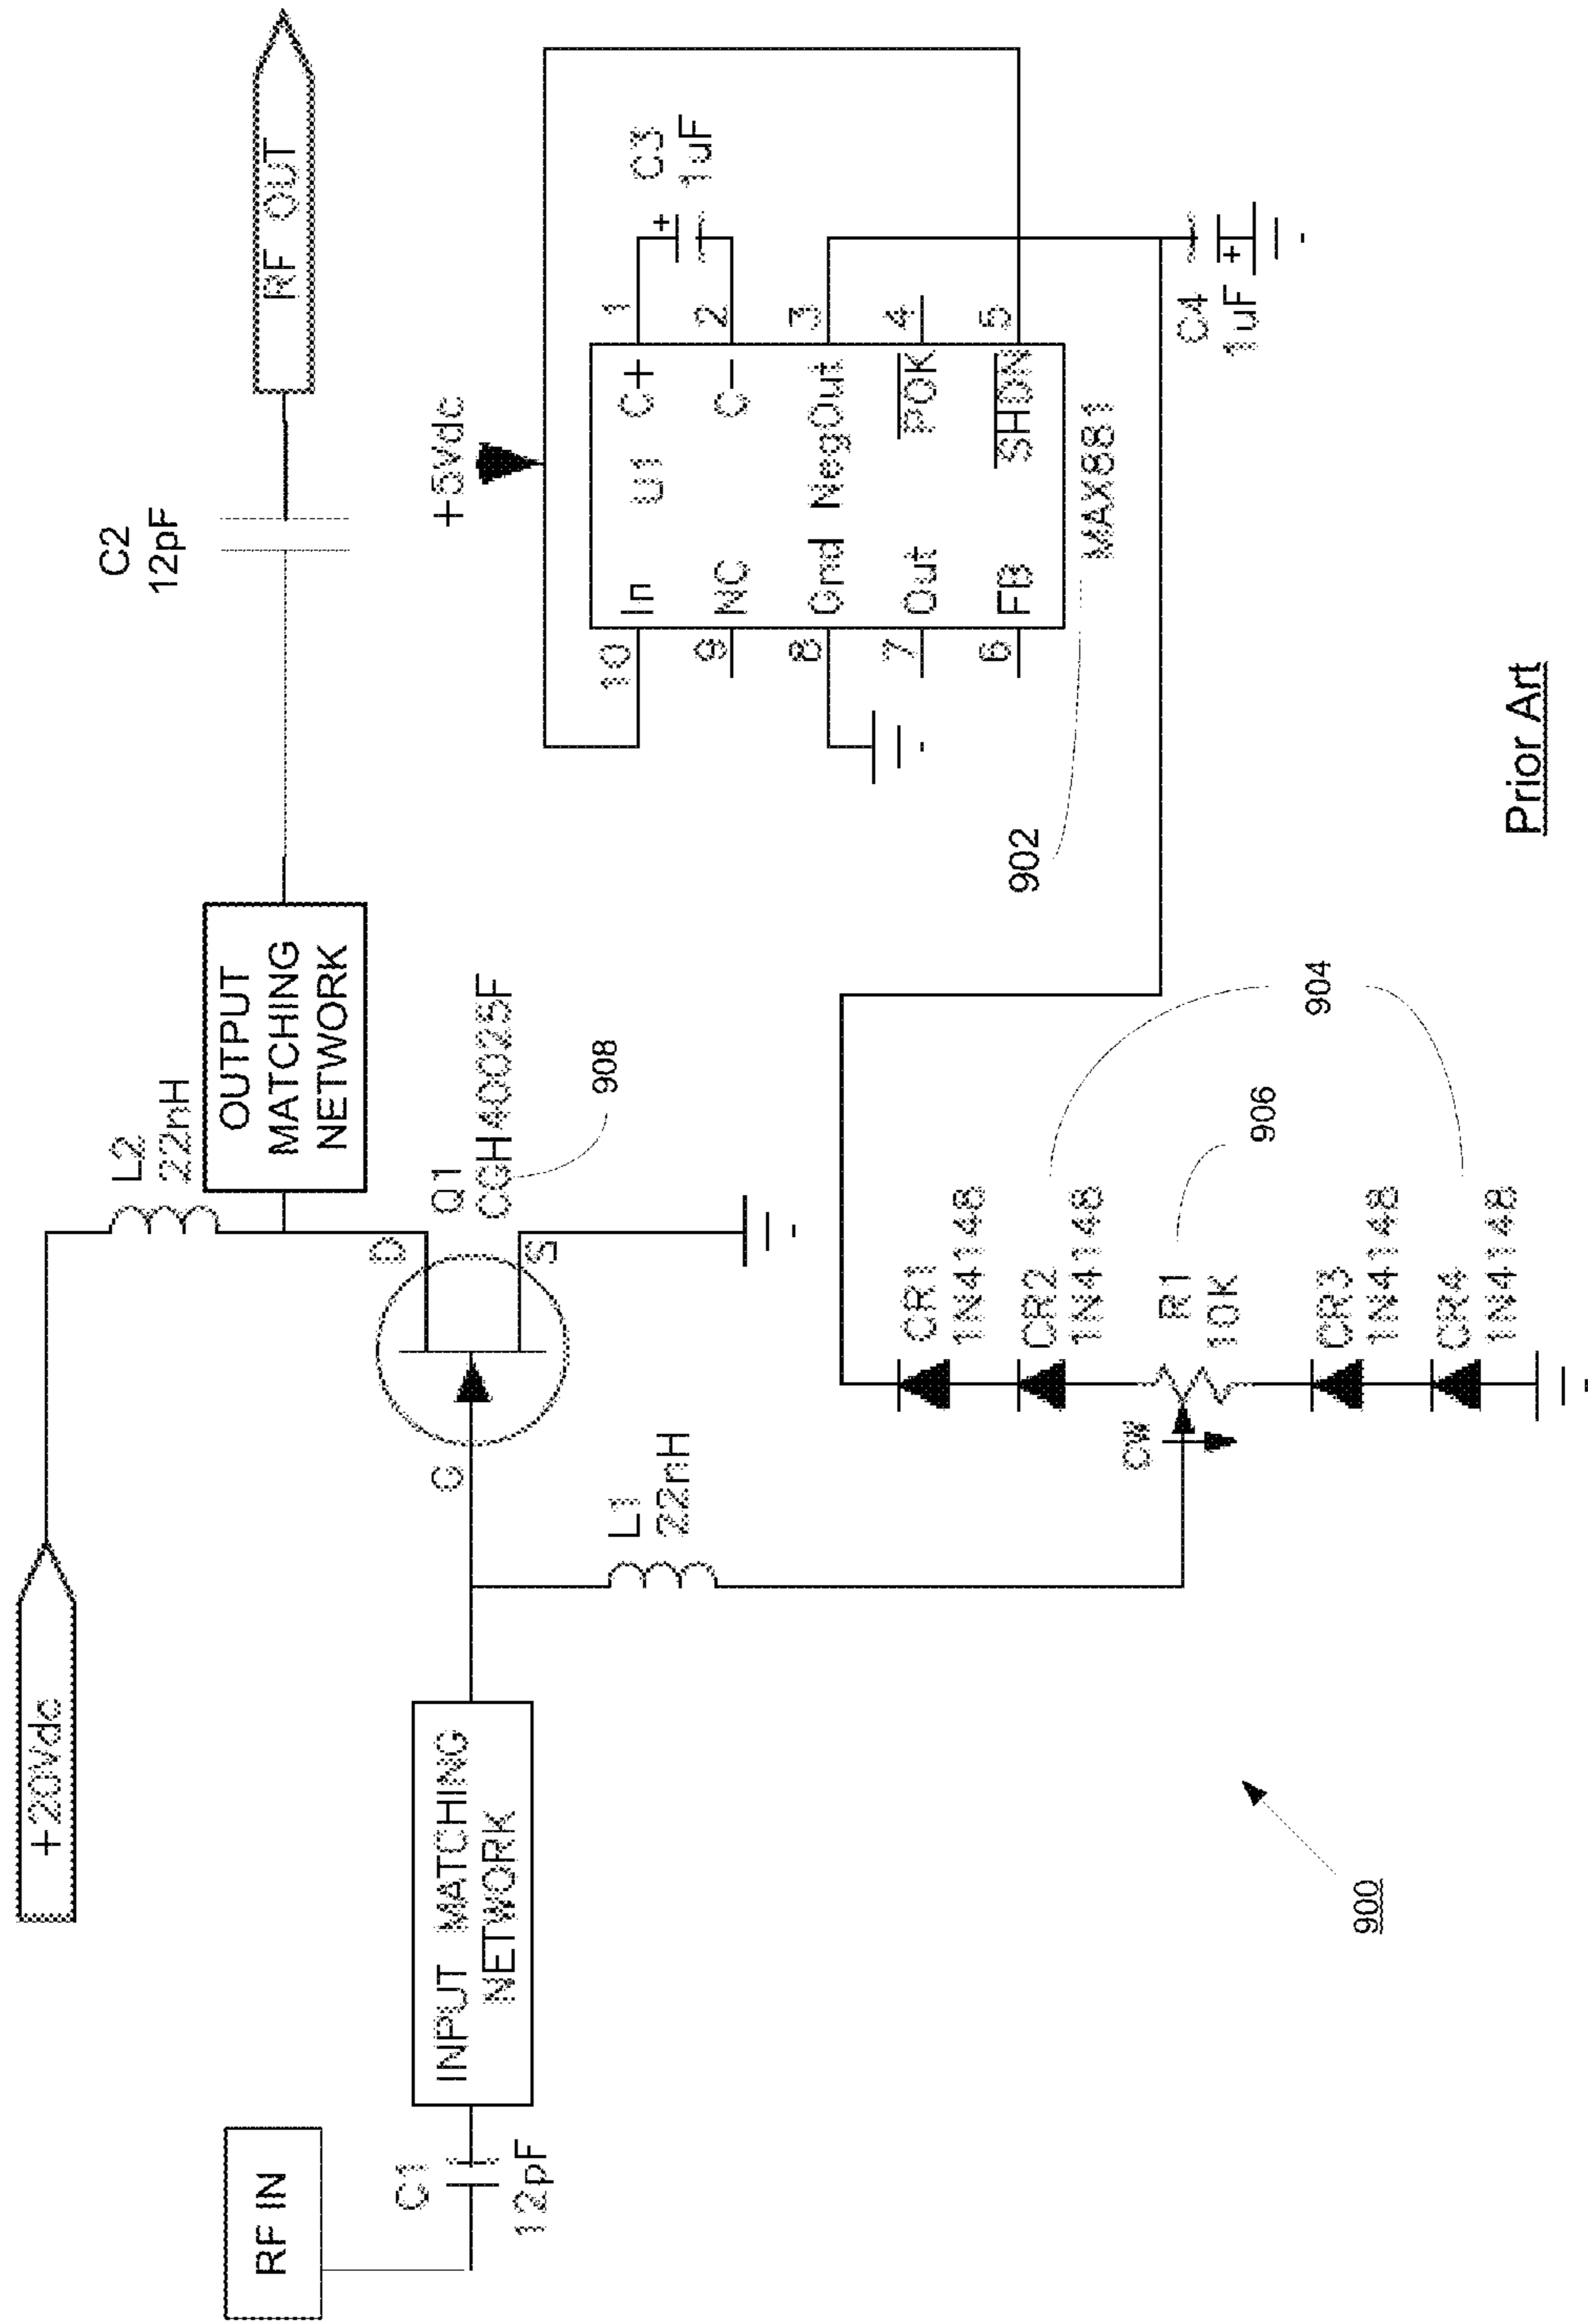 +20Vdc
L2
22nH
C2
12pF
RF OUT
OUTPUT
MATCHING
NETWORK
RF IN
C1
12pF
INPUT MATCHING
NETWORK
G
D
S
Q1
CGH40025F
908
L1
22nH
+5Vdc
10
9
8
7
6
In
NC
Gnd
Out
FB
U1
C+
C-
NegOut
POK
SHDN
1
2
3
4
5
C3
1uF
+
MAX881
902
C4
1uF
+
CR1
1N4148
CR2
1N4148
R1
10K
CW
CR3
1N4148
CR4
1N4148
904
906
900
Prior Art